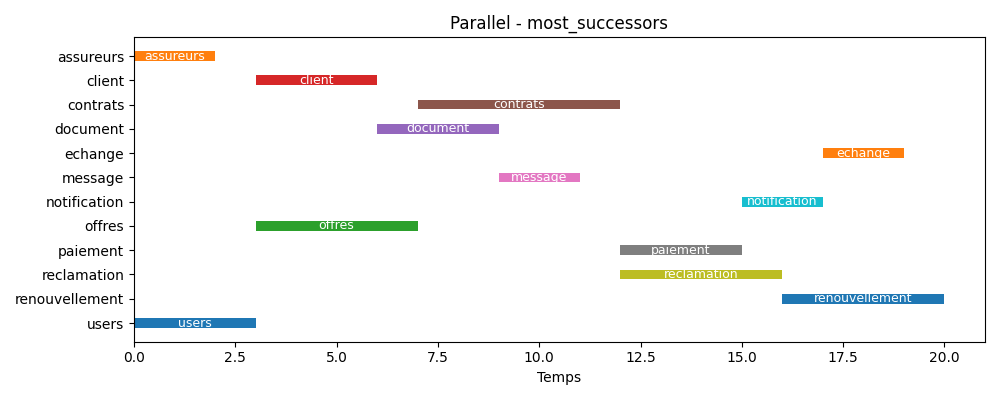 Parallel - most_successors
assureurs assureurs
client client
contrats contrats
document document
echange echange
message message
notification notification
offres offres
paiement paiement
reclamation reclamation
renouvellement renouvellement
users users
0.0 2.5 5.0 7.5 10.0 12.5 15.0 17.5 20.0
Temps